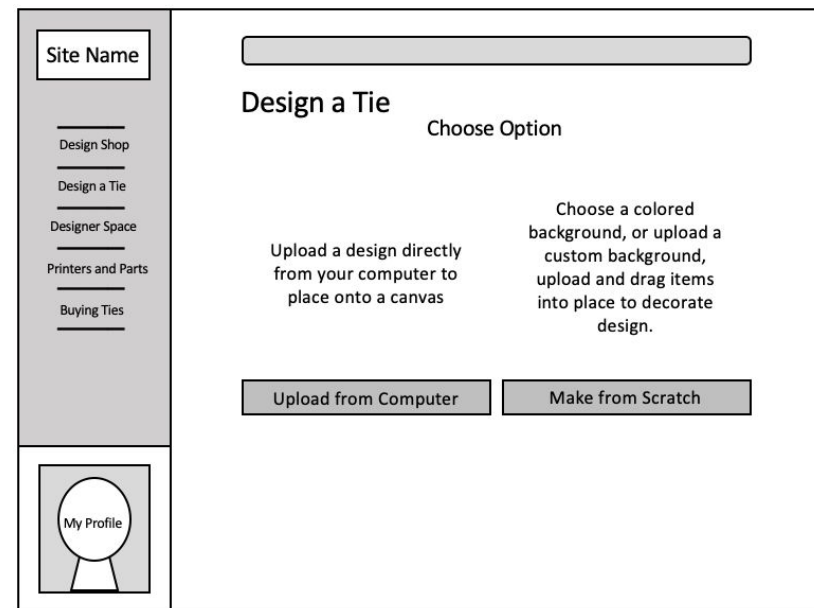 Site Name
Design Shop
Design a Tie
Designer Space
Printers and Parts
Buying Ties
My Profile
Design a Tie
Choose Option
Upload a design directly
from your computer to
place onto a canvas
Choose a colored
background, or upload a
custom background,
upload and drag items
into place to decorate
design.
Upload from Computer
Make from Scratch